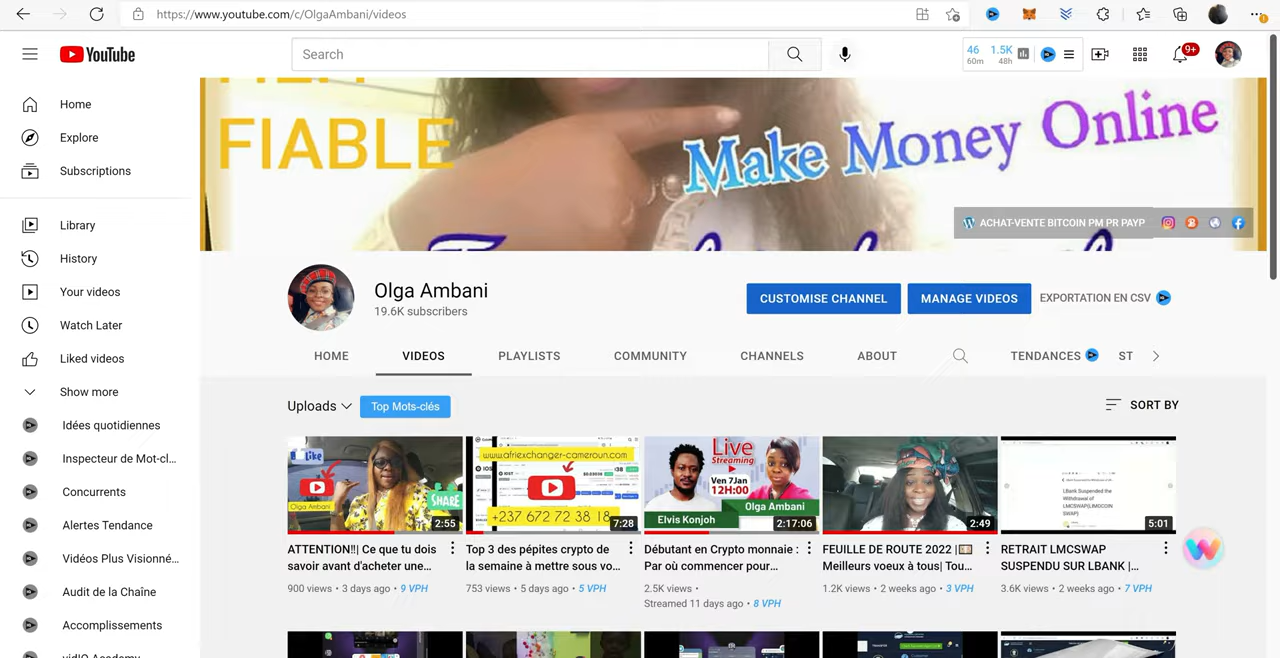 https://www.youtube.com/c/OlgaAmbani/videos
YouTube
Search
46 1.5K
60m 48h
9+
Home
Explore
Subscriptions
Library
History
Your videos
Watch Later
Liked videos
Show more
Idées quotidiennes
Inspecteur de Mot-cl...
Concurrents
Alertes Tendance
Vidéos Plus Visionné...
Audit de la Chaîne
Accomplissements
vidIQ Academy
FIABLE
Make Money Online
ACHAT-VENTE BITCOIN PM PR PAYP
Olga Ambani
19.6K subscribers
CUSTOMISE CHANNEL
MANAGE VIDEOS
EXPORTATION EN CSV
HOME VIDEOS PLAYLISTS COMMUNITY CHANNELS ABOUT TENDANCES ST
Uploads
Top Mots-clés
SORT BY
Like
Olga Ambani
SHARE
2:55
ATTENTION!!| Ce que tu dois
savoir avant d'acheter une...
900 views • 3 days ago • 9 VPH
www.afriexchanger-cameroun.com
+237 672 72 38 18
7:28
Top 3 des pépites crypto de
la semaine à mettre sous vo...
753 views • 5 days ago • 5 VPH
Live
Streaming
Ven 7Jan
12H:00
Olga Ambani
Elvis Konjoh
2:17:06
Débutant en Crypto monnaie :
Par où commencer pour...
2.5K views •
Streamed 11 days ago • 8 VPH
2:49
FEUILLE DE ROUTE 2022 |
Meilleurs voeux à tous| Tou...
1.2K views • 2 weeks ago • 3 VPH
LBank Suspended the
Withdrawal of
LMCSWAP(LIMOCOIN
SWAP)
5:01
RETRAIT LMCSWAP
SUSPENDU SUR LBANK |...
3.6K views • 2 weeks ago • 7 VPH